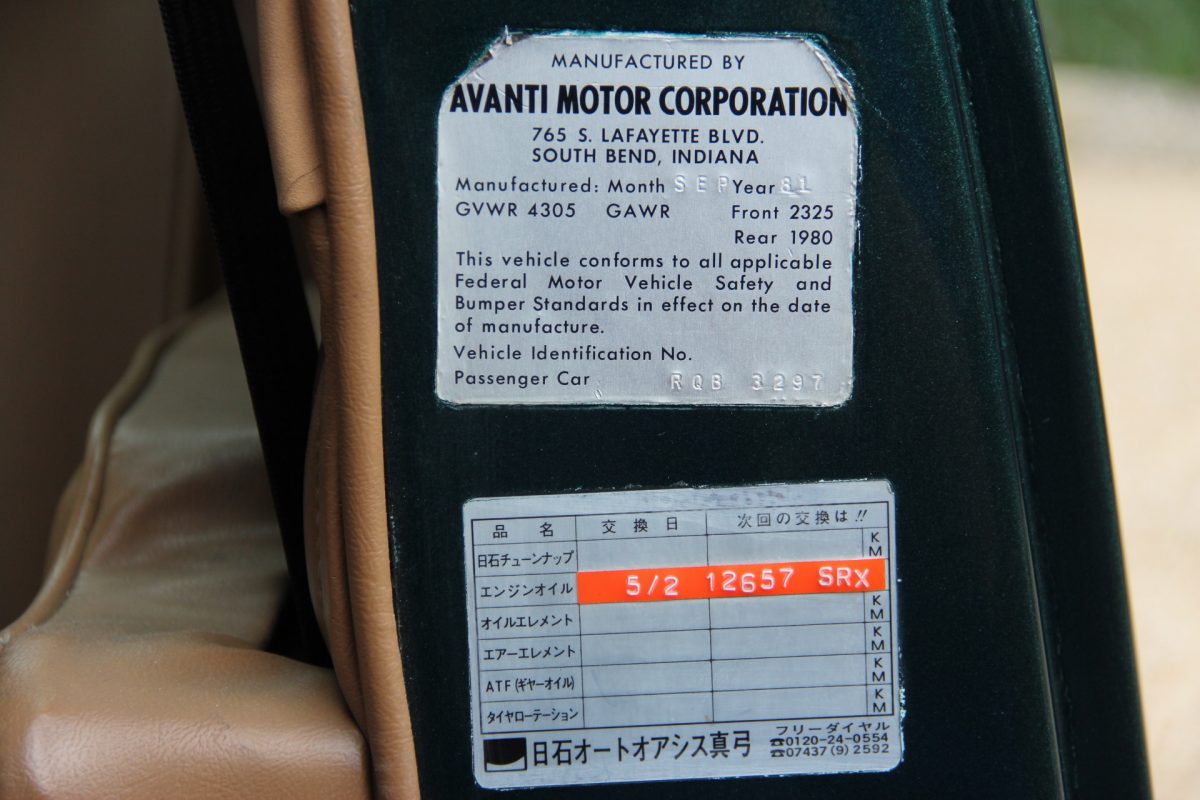 MANUFACTURED BY
AVANTI MOTOR CORPORATION
765 S. LAFAYETTE BLVD.
SOUTH BEND, INDIANA
Manufactured: Month SEP Year 81
GVWR 4305 GAWR Front 2325
Rear 1980
This vehicle conforms to all applicable
Federal Motor Vehicle Safety and
Bumper Standards in effect on the date
of manufacture.
Vehicle Identification No.
Passenger Car RQB 3297
品名 交換日 次回の交換は!!
日石チューンナップ KM
エンジンオイル 5/2 12657 SRX
オイルエレメント KM
エアーエレメント KM
ATF(ギヤーオイル) KM
タイヤローテーション KM
日石オートオアシス真弓
フリーダイヤル
☎0120-24-0554
☎07437(9)2592